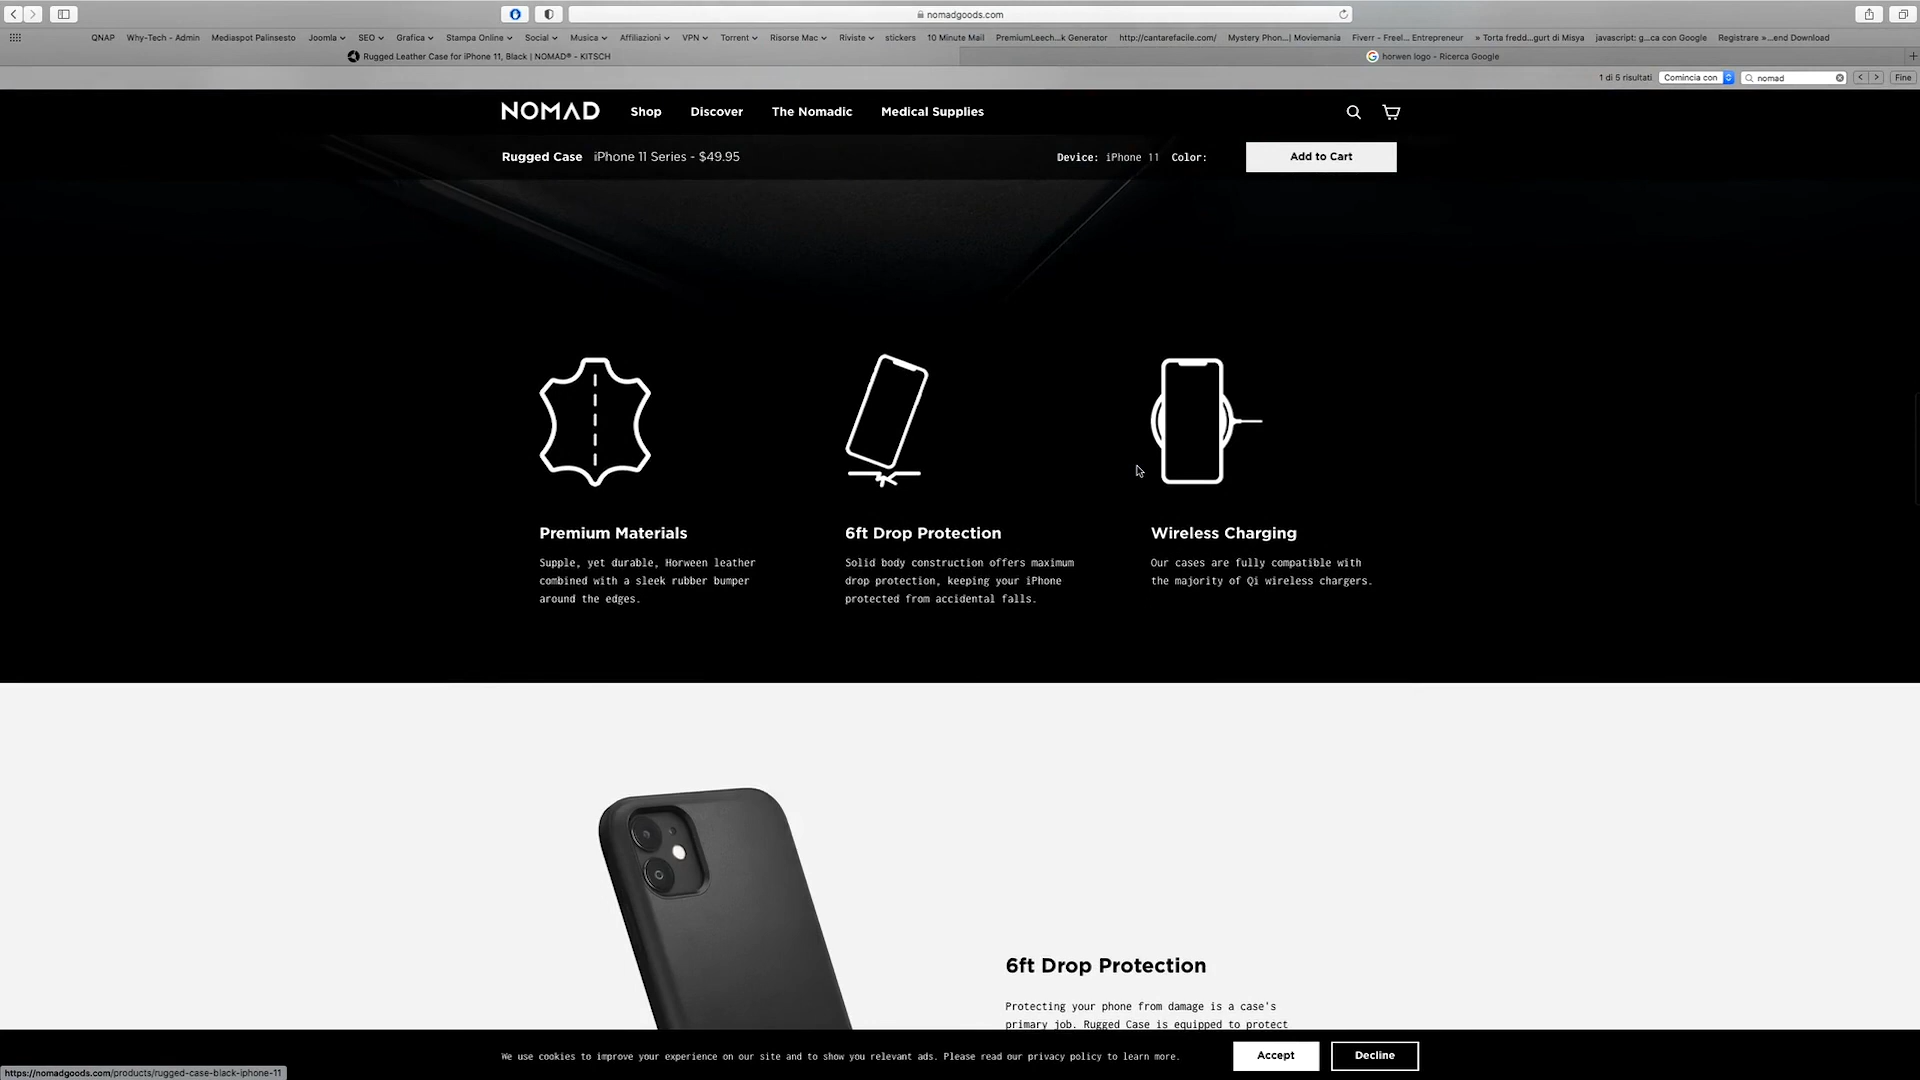 nomadgoods.com
QNAP Why-Tech - Admin Mediaspot Palinsesto Joomla SEO Grafica Stampa Online Social Musica Affiliazioni VPN Torrent Risorse Mac Riviste stickers 10 Minute Mail PremiumLeech...k Generator http://cantarefacile.com/ Mystery Phon...| Moviemania Fiverr - Freel... Entrepreneur » Torta fredd...gurt di Misya javascript: g...ca con Google Registrare »...end Download
Rugged Leather Case for iPhone 11, Black | NOMAD® - KITSCH
horwen logo - Ricerca Google
1 di 6 risultati Comincia con nomad Fine
NOMAD Shop Discover The Nomadic Medical Supplies
Rugged Case iPhone 11 Series - $49.95 Device: iPhone 11 Color: Add to Cart
Premium Materials
Supple, yet durable, Horween leather
combined with a sleek rubber bumper
around the edges.
6ft Drop Protection
Solid body construction offers maximum
drop protection, keeping your iPhone
protected from accidental falls.
Wireless Charging
Our cases are fully compatible with
the majority of Qi wireless chargers.
6ft Drop Protection
Protecting your phone from damage is a case's
primary job. Rugged Case is equipped to protect
We use cookies to improve your experience on our site and to show you relevant ads. Please read our privacy policy to learn more. Accept Decline
https://nomadgoods.com/products/rugged-case-black-iphone-11